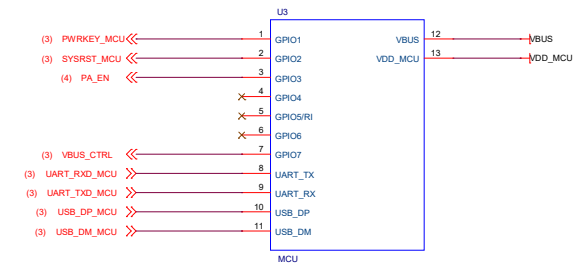 U3
(3) PWRKEY_MCU 1 GPIO1 VBUS 12 VBUS
(3) SYSRST_MCU 2 GPIO2 VDD_MCU 13 VDD_MCU
(4) PA_EN 3 GPIO3
4 GPIO4
5 GPIO5/RI
6 GPIO6
(3) VBUS_CTRL 7 GPIO7
(3) UART_RXD_MCU 8 UART_TX
(3) UART_TXD_MCU 9 UART_RX
(3) USB_DP_MCU 10 USB_DP
(3) USB_DM_MCU 11 USB_DM
MCU